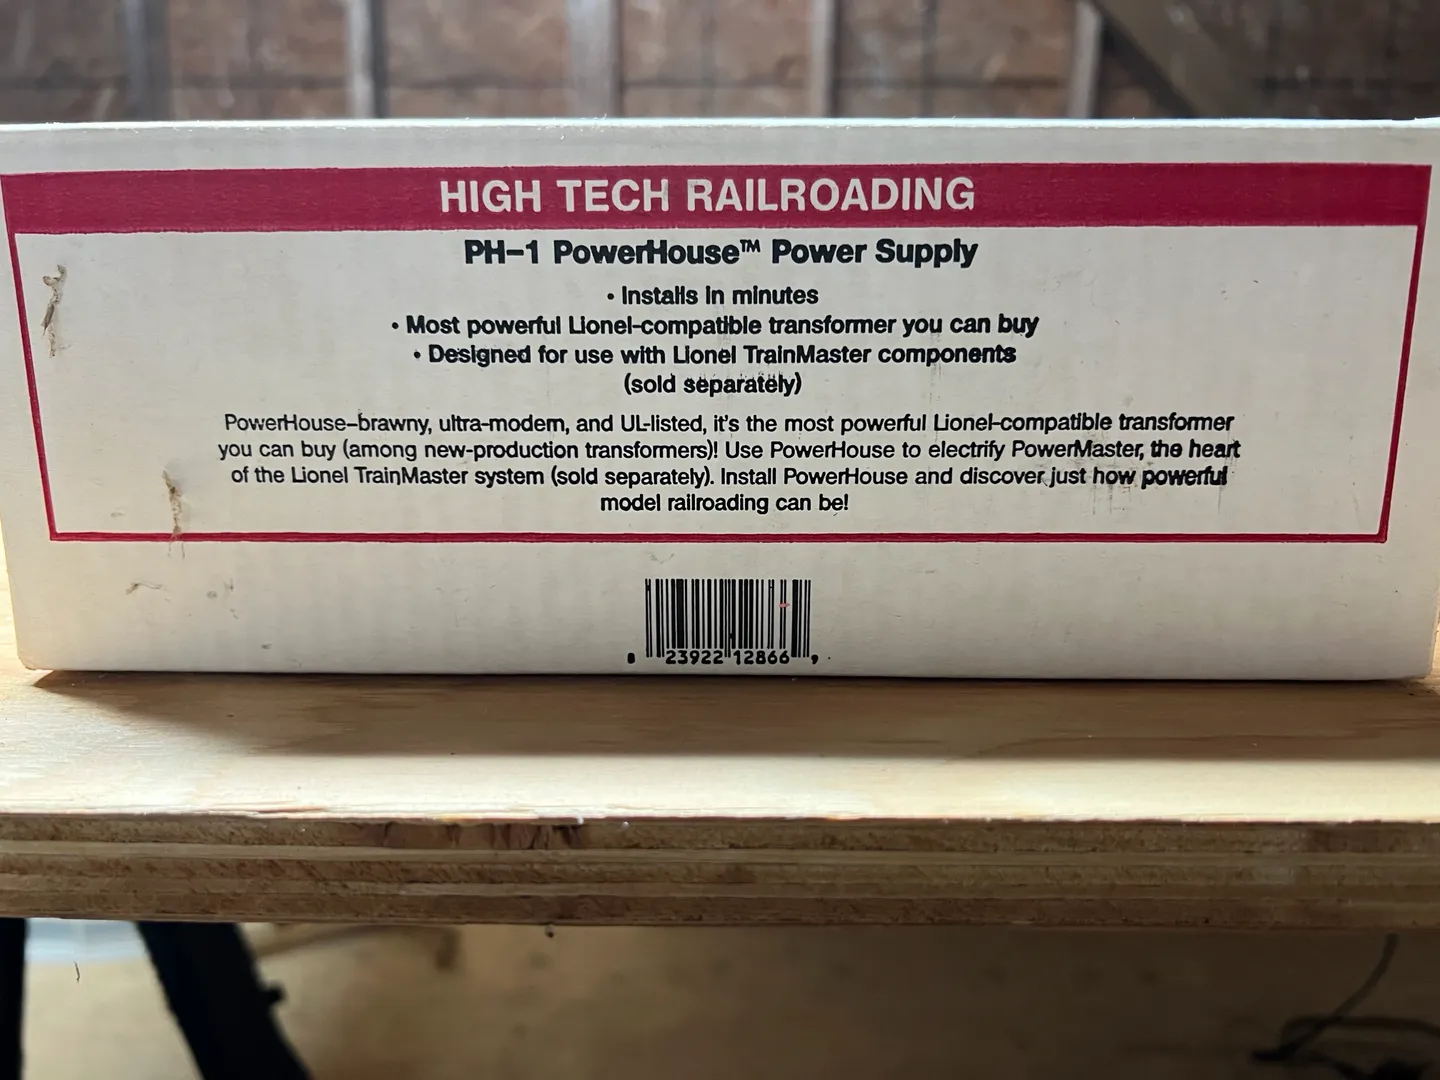 HIGH TECH RAILROADING
PH-1 PowerHouse™ Power Supply
• Installs in minutes
• Most powerful Lionel-compatible transformer you can buy
• Designed for use with Lionel TrainMaster components
(sold separately)
PowerHouse–brawny, ultra-modern, and UL-listed, it's the most powerful Lionel-compatible transformer
you can buy (among new-production transformers)! Use PowerHouse to electrify PowerMaster, the heart
of the Lionel TrainMaster system (sold separately). Install PowerHouse and discover just how powerful
model railroading can be!
0 23922 12866 9